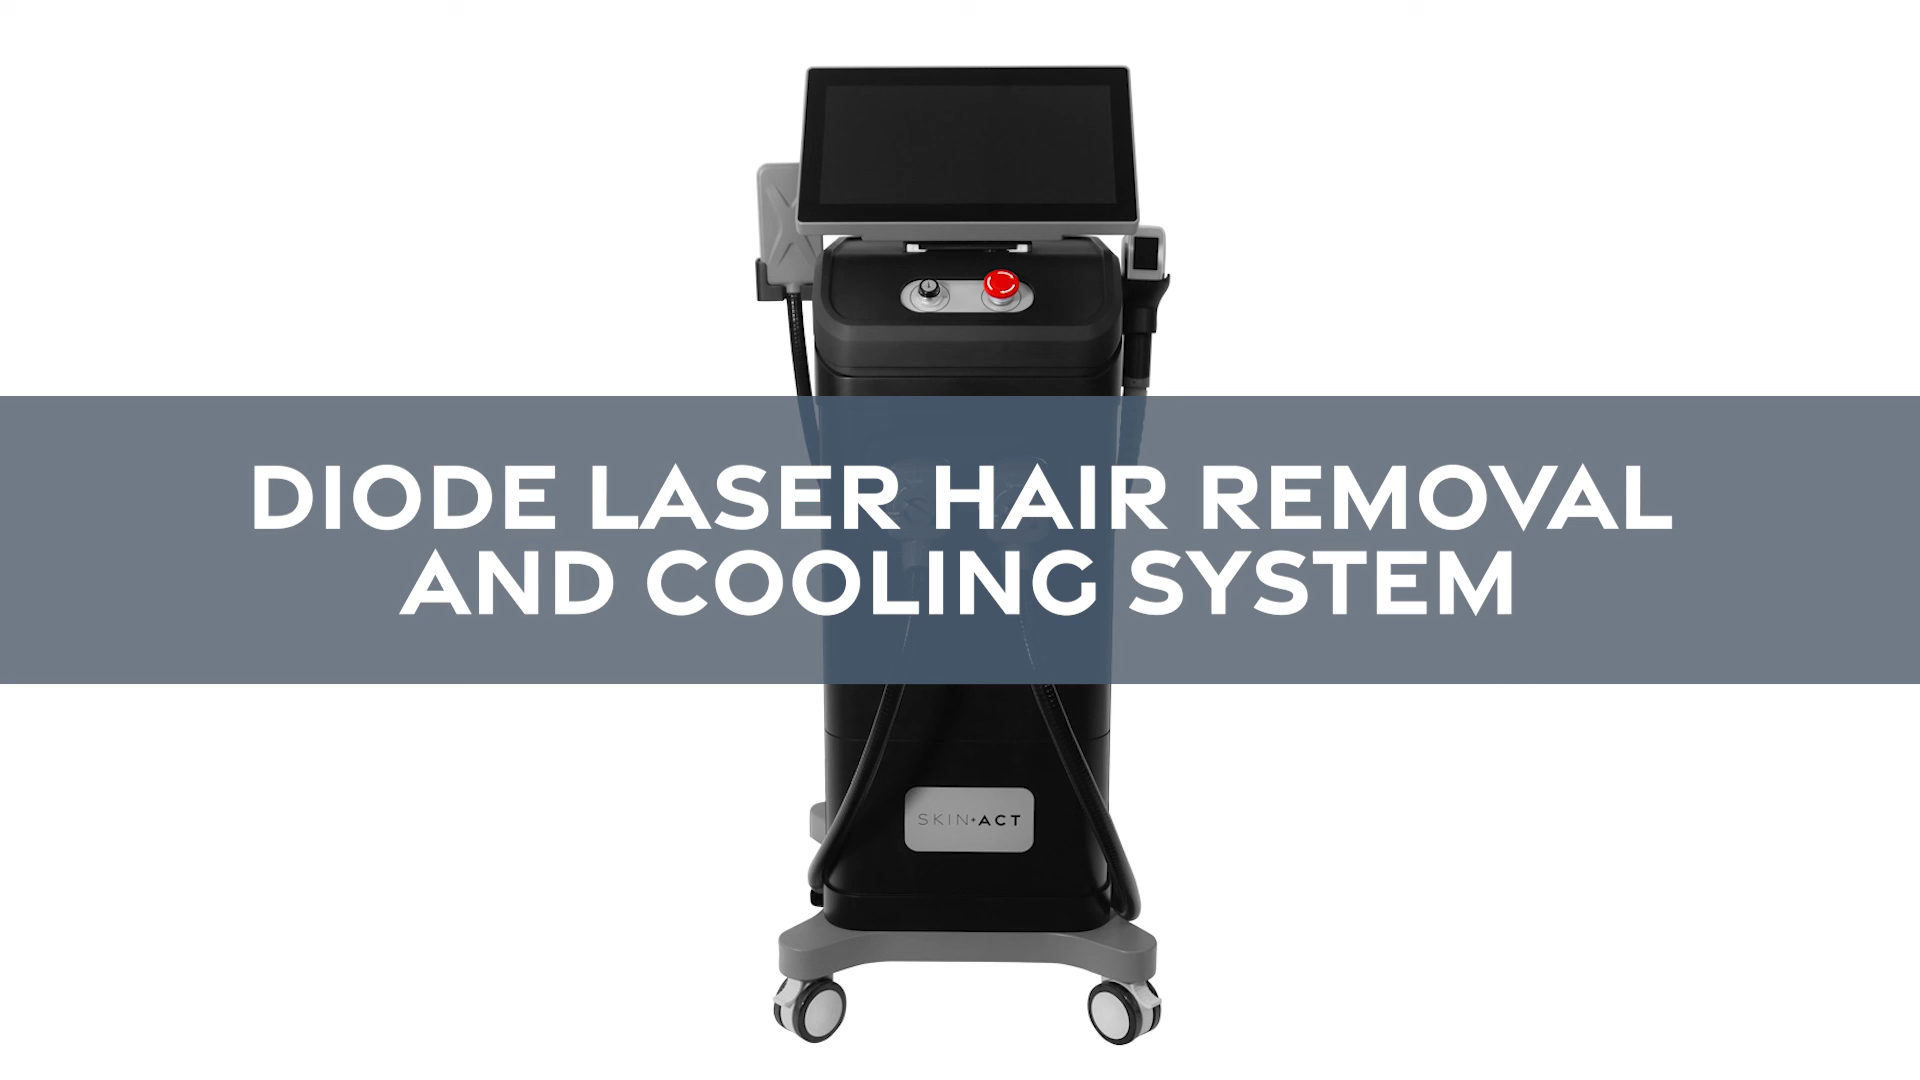 DIODE LASER HAIR REMOVAL
AND COOLING SYSTEM
SKIN+ACT